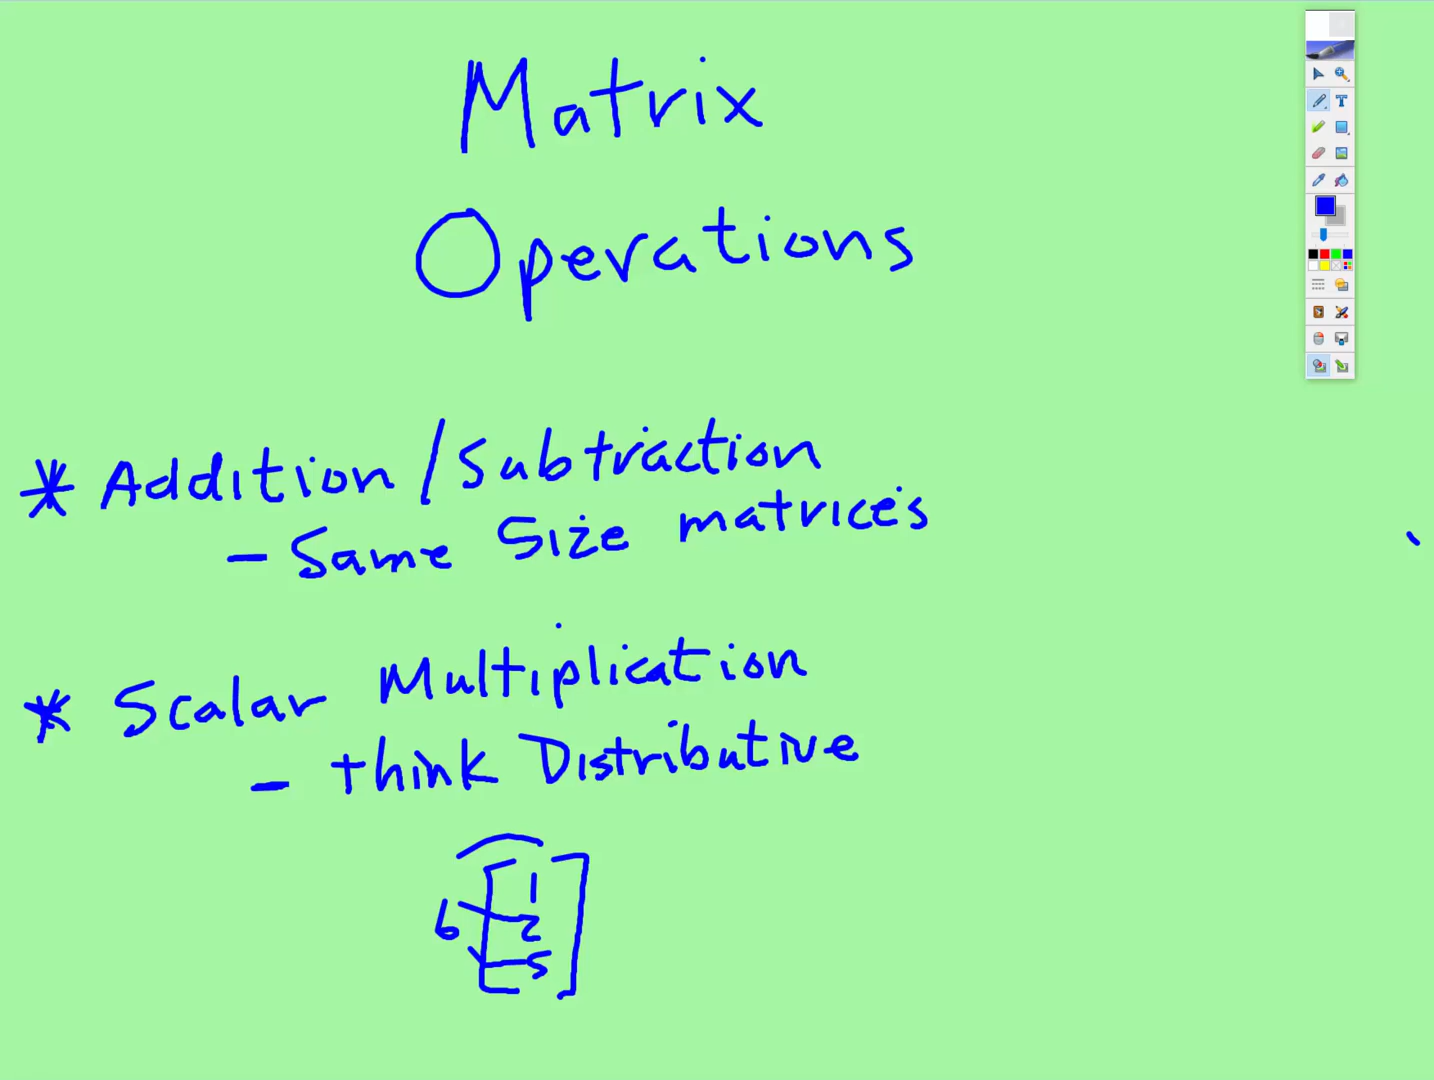 Matrix
Operations
* Addition/Subtraction
- Same Size matrices
* Scalar Multiplication
- think Distributive
1
6 2
5